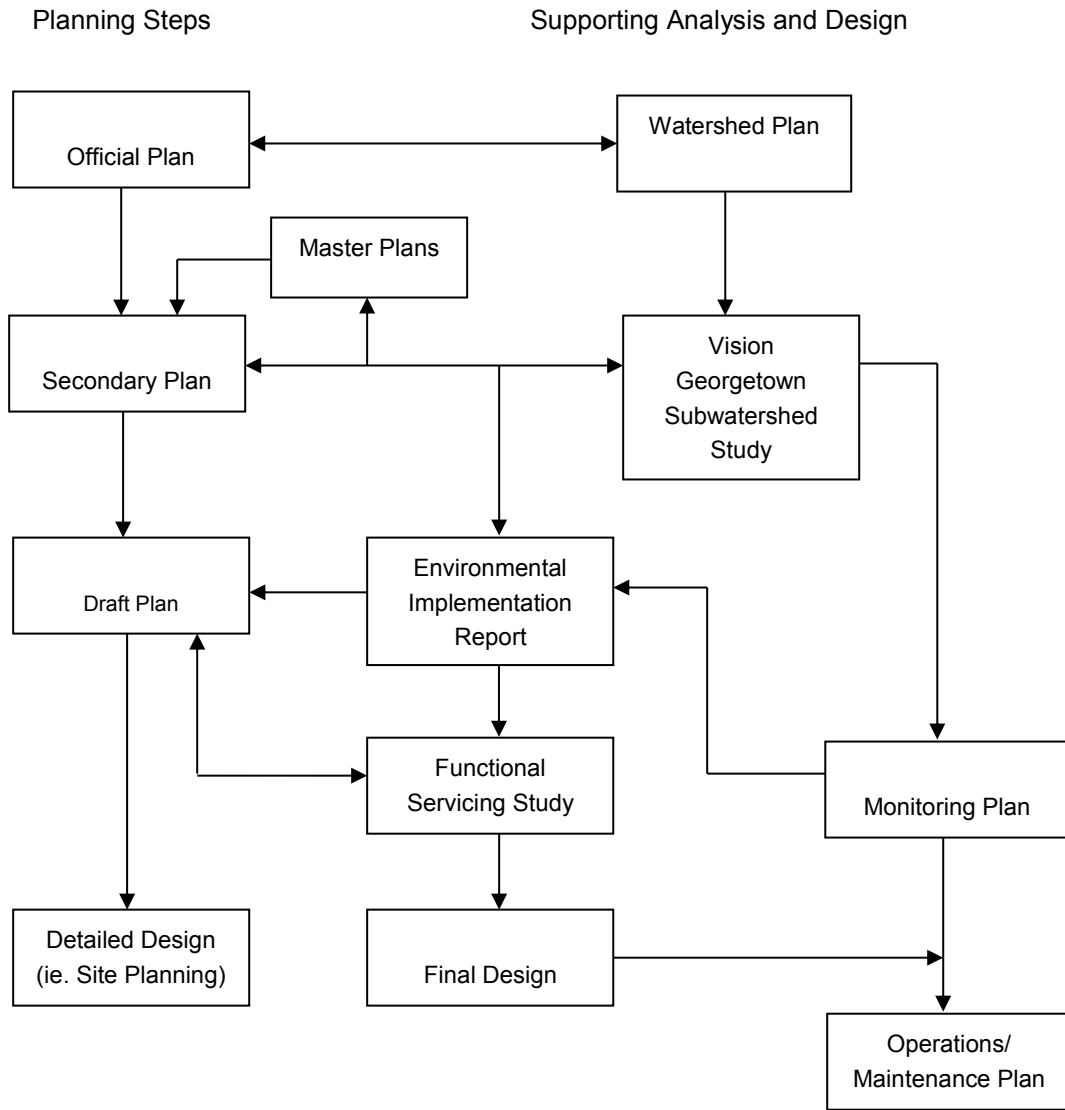 Planning Steps
Supporting Analysis and Design
Official Plan
Watershed Plan
Master Plans
Secondary Plan
Vision
Georgetown
Subwatershed
Study
Draft Plan
Environmental
Implementation
Report
Functional
Servicing Study
Monitoring Plan
Detailed Design
(ie. Site Planning)
Final Design
Operations/
Maintenance Plan